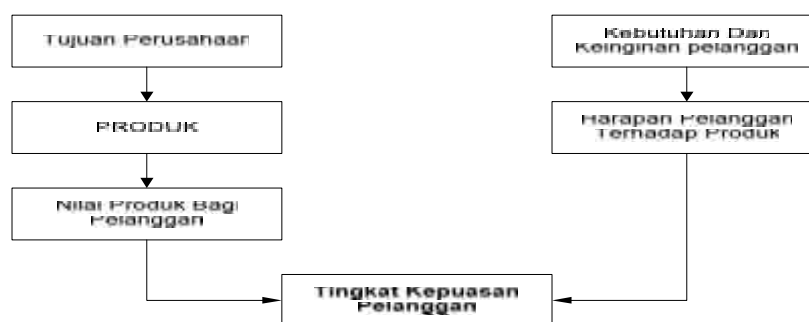 Tujuan Perusahaan
Kebutuhan Dan
Keinginan pelanggan
PRODUK
Harapan Pelanggan
Terhadap Produk
Nilai Produk Bagi
Pelanggan
Tingkat Kepuasan
Pelanggan